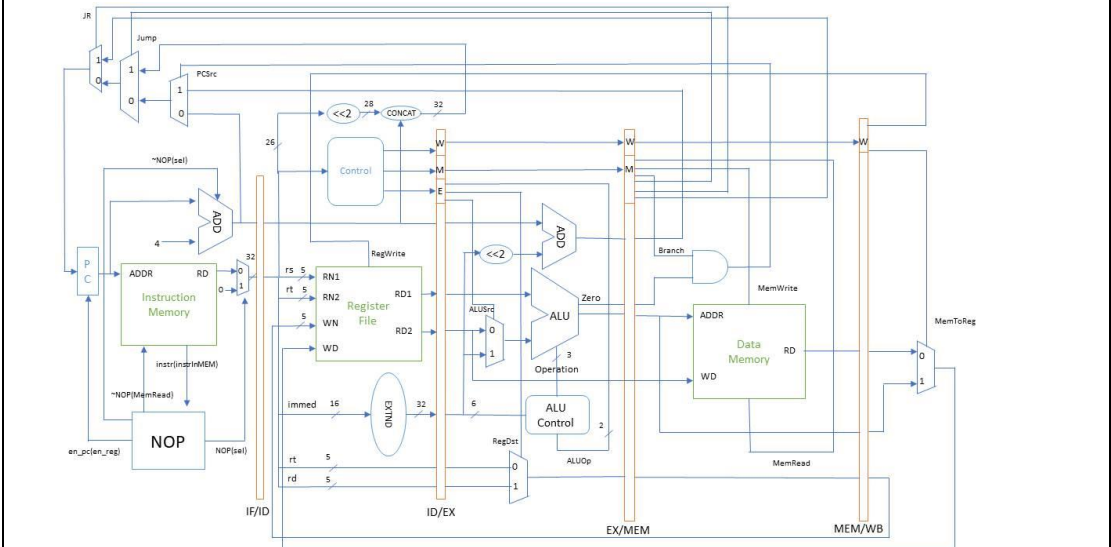 JR
Jump
PCSrc
1
0
1
0
1
0
<<2
28
CONCAT
32
26
~NOP(sel)
Control
W
M
E
W
M
W
ADD
4
PC
ADDR
RD
Instruction
Memory
0
0
1
32
instr(instrInMEM)
~NOP(MemRead)
NOP
en_pc(en_reg)
NOP(sel)
RegWrite
rs
5
RN1
rt
5
RN2
5
WN
WD
Register
File
RD1
RD2
immed
16
EXTND
32
rt
5
rd
5
ADD
<<2
ALUSrc
0
1
ALU
Zero
3
Operation
6
ALU
Control
2
RegDst
ALUOp
0
1
Branch
MemWrite
ADDR
Data
Memory
RD
WD
MemRead
MemToReg
0
1
IF/ID
ID/EX
EX/MEM
MEM/WB